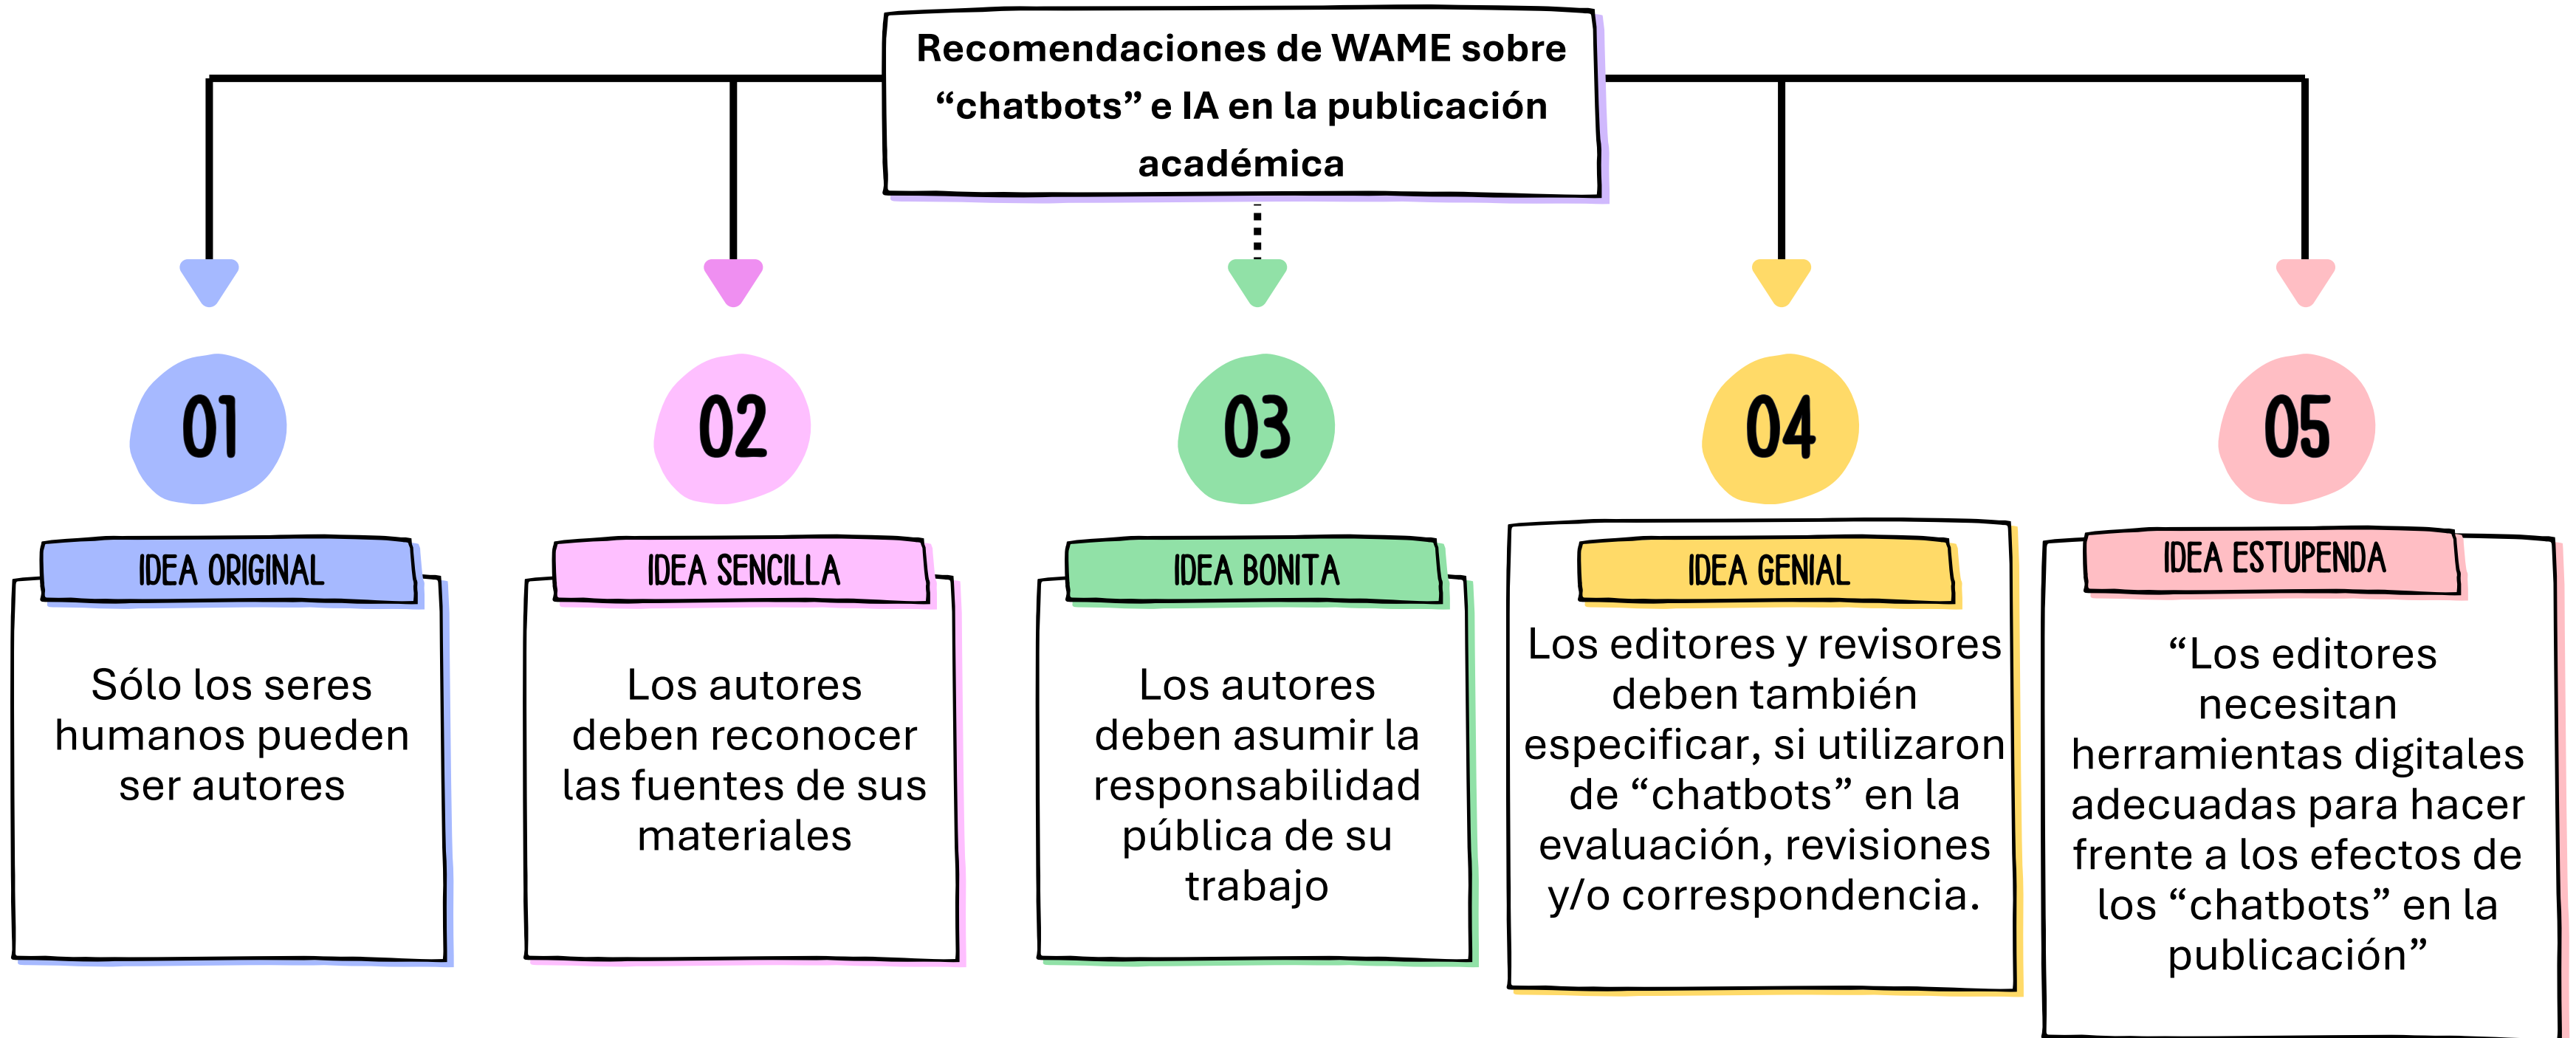 Recomendaciones de WAME sobre
“chatbots” e IA en la publicación
académica
01
02
03
04
05
IDEA ORIGINAL
Sólo los seres
humanos pueden
ser autores
IDEA SENCILLA
Los autores
deben reconocer
las fuentes de sus
materiales
IDEA BONITA
Los autores
deben asumir la
responsabilidad
pública de su
trabajo
IDEA GENIAL
Los editores y revisores
deben también
especificar, si utilizaron
de “chatbots” en la
evaluación, revisiones
y/o correspondencia.
IDEA ESTUPENDA
“Los editores
necesitan
herramientas digitales
adecuadas para hacer
frente a los efectos de
los “chatbots” en la
publicación”